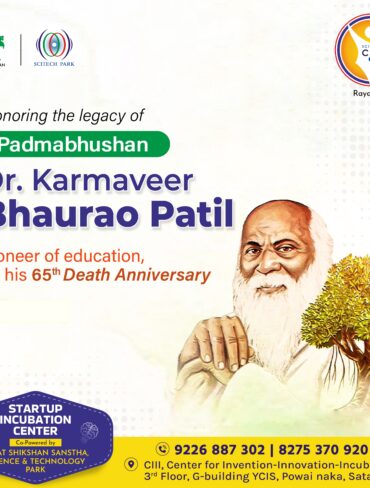 SCITECH PARK
onoring the legacy of
Padmabhushan
Dr. Karmaveer
Bhaurao Patil
oneer of education,
his 65th Death Anniversary
STARTUP
INCUBATION
CENTER
Co-Powered by
AT SHIKSHAN SANSTHA,
ENCE & TECHNOLOGY
PARK
9226 887 302 | 8275 370 920
CIII, Center for Invention-Innovation-Incub
3rd Floor, G-building YCIS, Powai naka, Sata
Raya